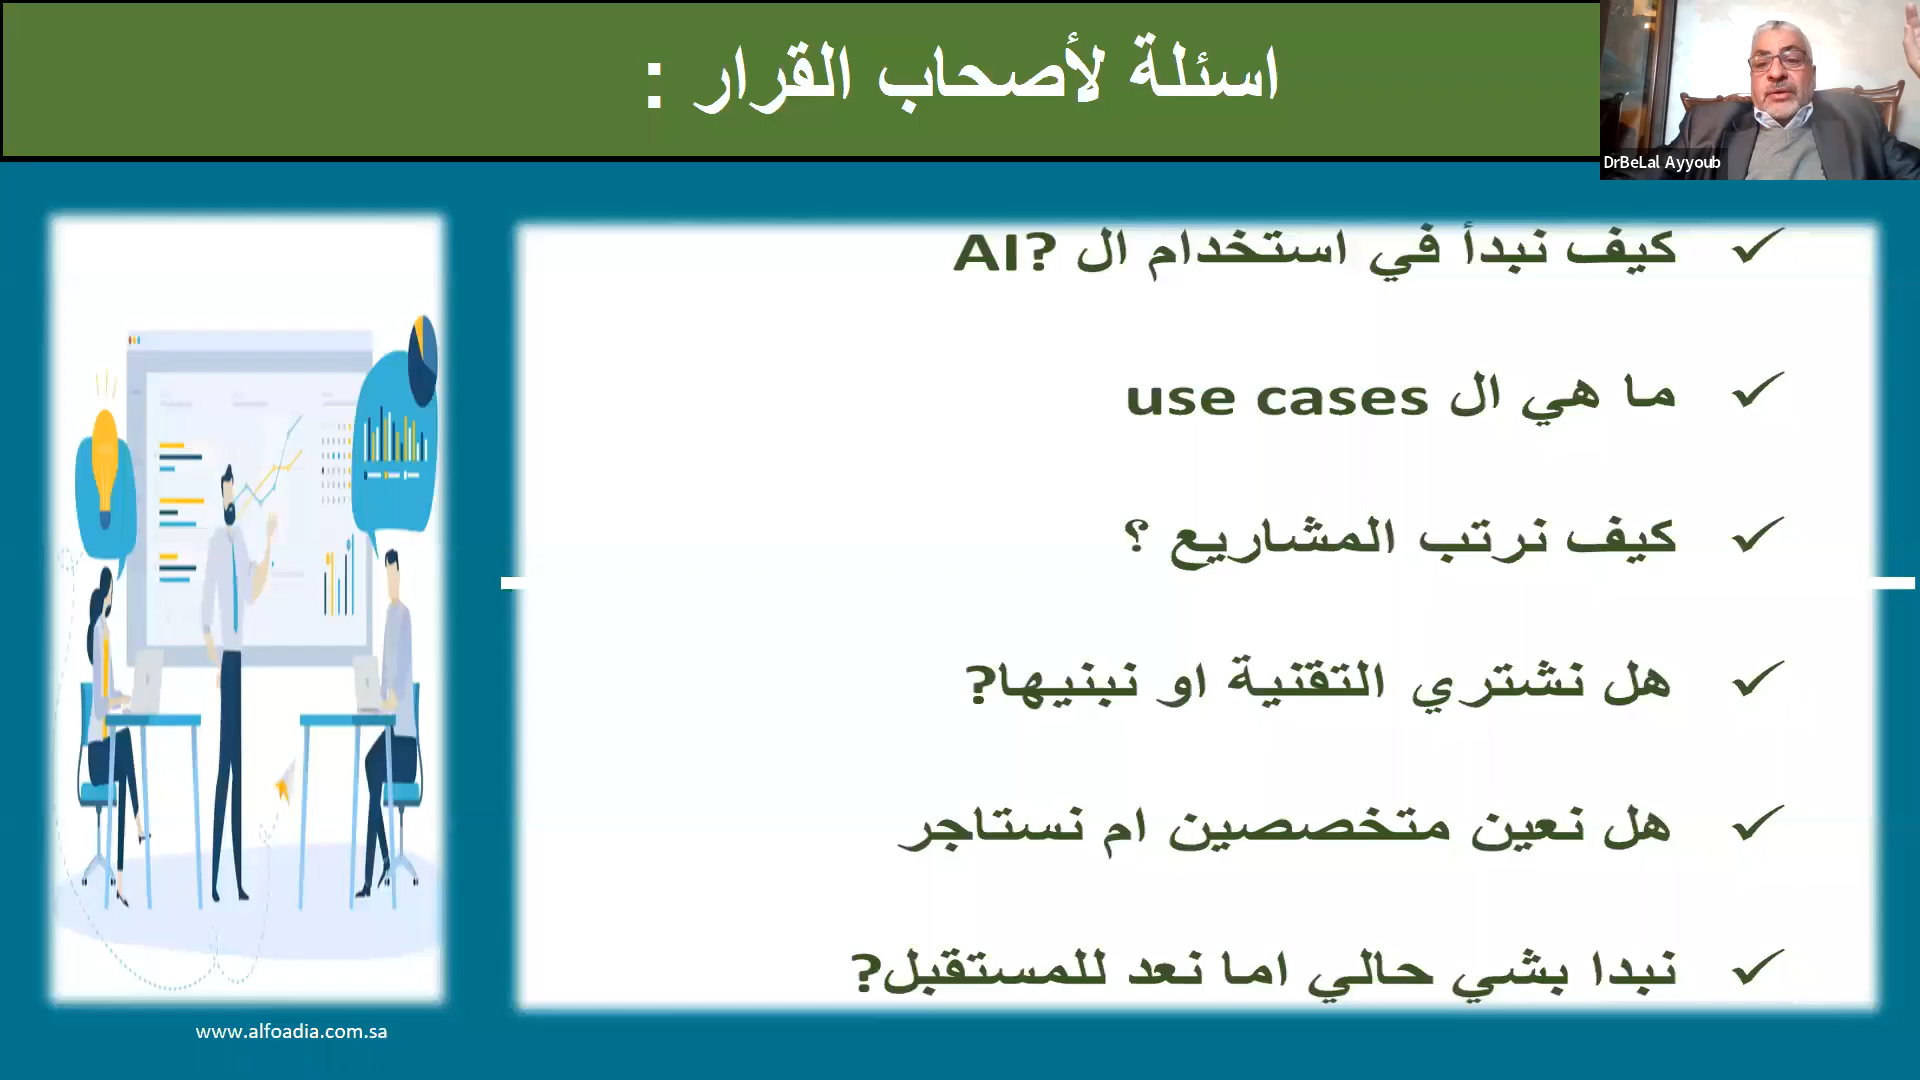 اسئلة لأصحاب القرار :
DrBeLal Ayyoub
كيف نبدأ في استخدام ال AI?
ما هي ال use cases
كيف نرتب المشاريع ؟
هل نشتري التقنية او نبنيها?
هل نعين متخصصين ام نستاجر
نبدا بشي حالي اما نعد للمستقبل?
www.alfoadia.com.sa